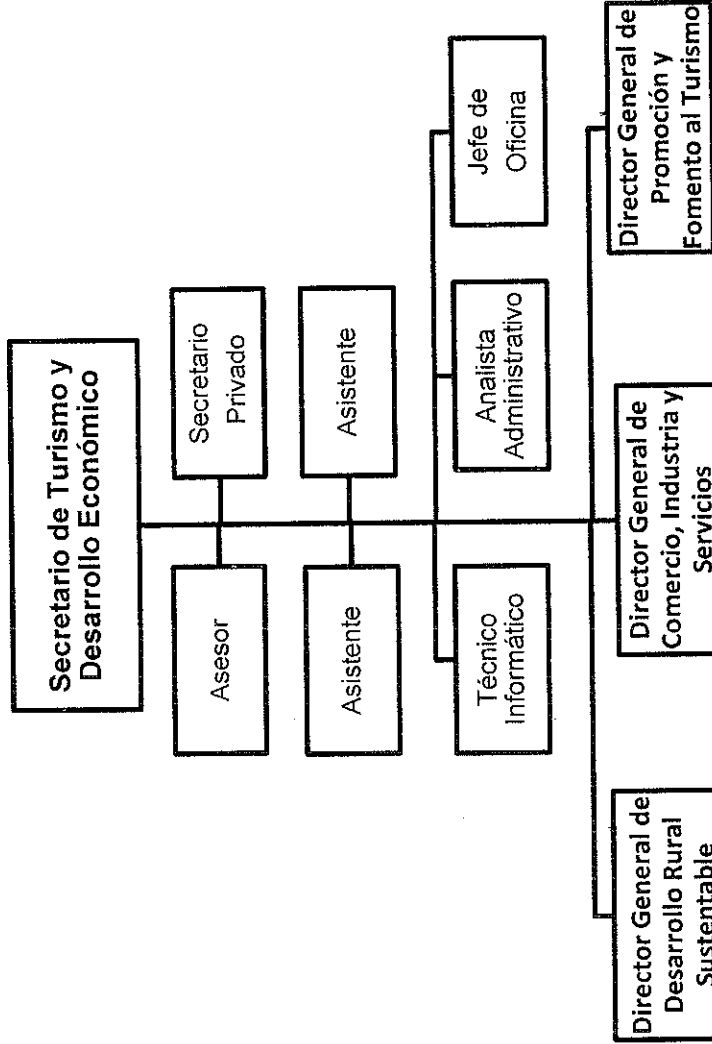 Secretario de Turismo y
Desarrollo Económico
Asesor
Secretario
Privado
Asistente
Asistente
Técnico
Informático
Analista
Administrativo
Jefe de
Oficina
Director General de
Desarrollo Rural
Sustentable
Director General de
Comercio, Industria y
Servicios
Director General de
Promoción y
Fomento al Turismo